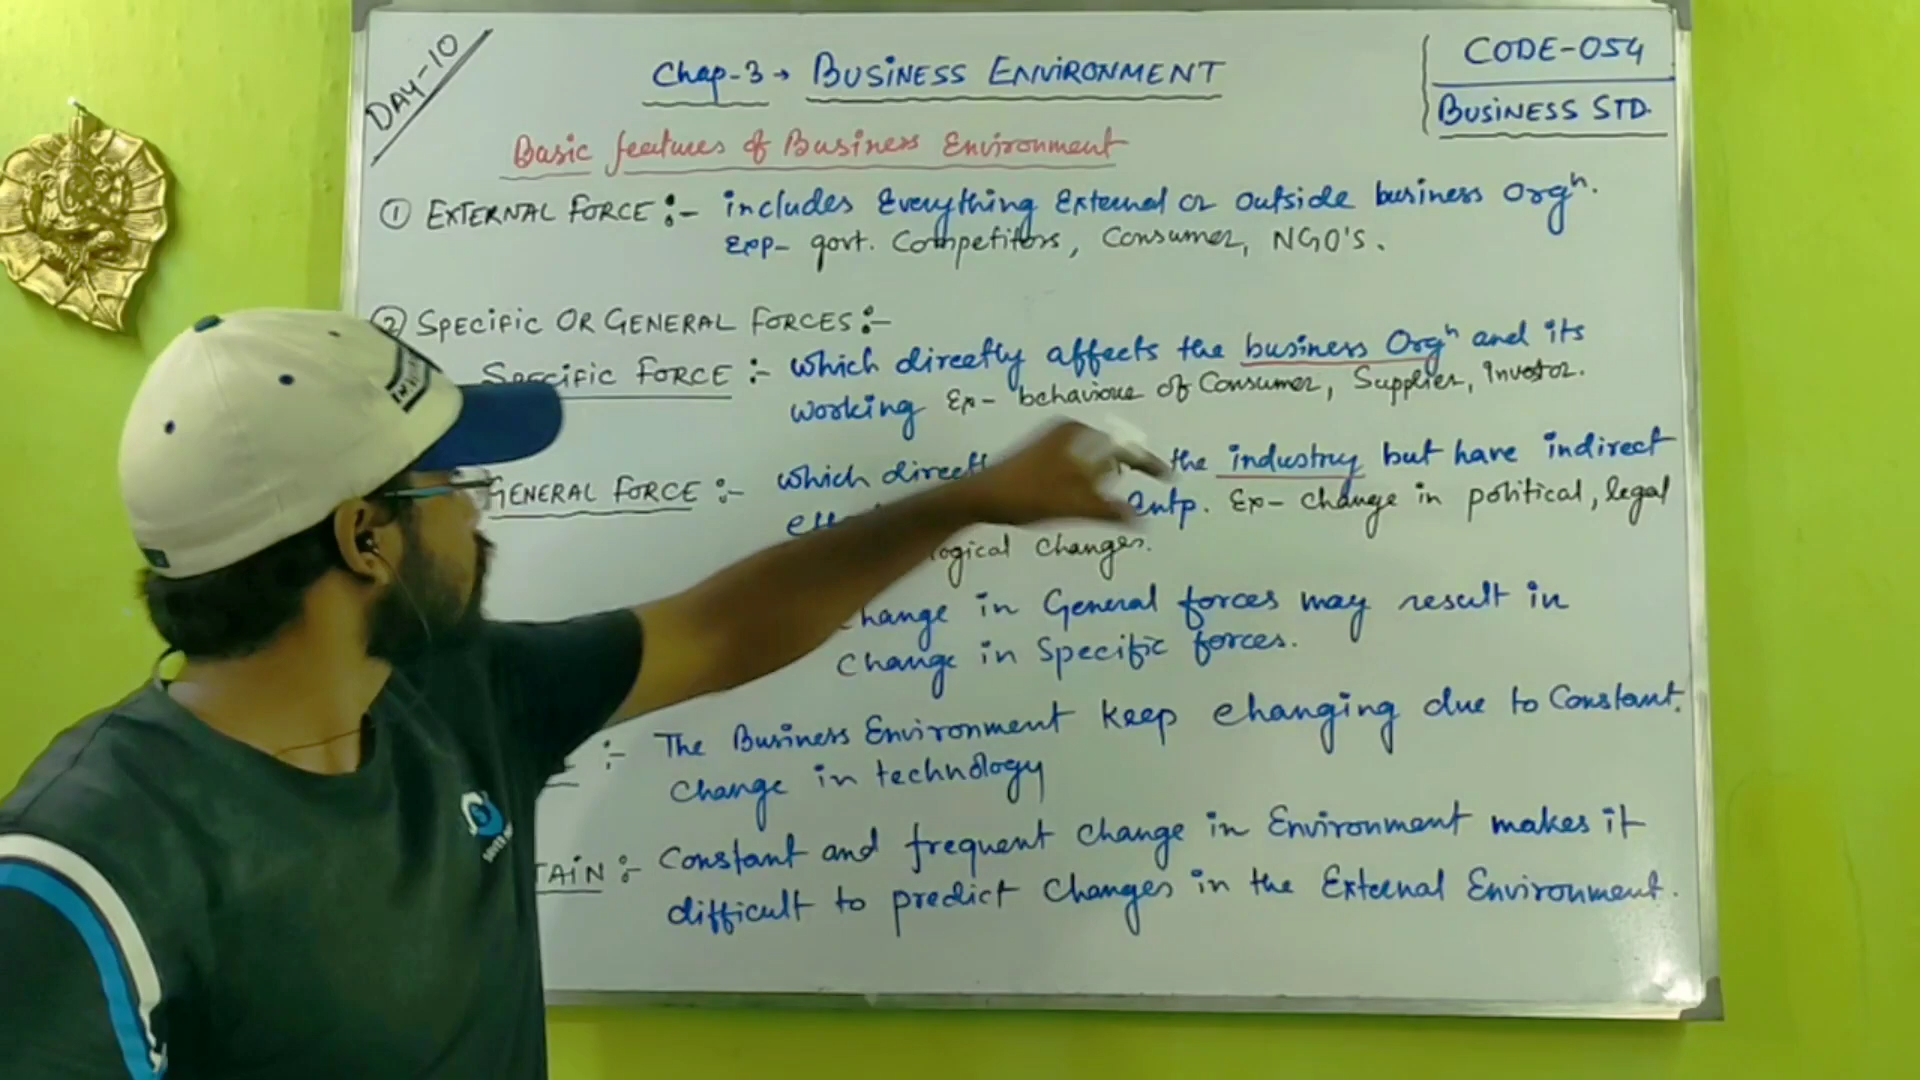 DAY-10
Chap-3 → BUSINESS ENVIRONMENT
CODE-054
BUSINESS STD.
Basic features of Business Environment
① EXTERNAL FORCE :- includes Everything External or outside business Orgⁿ.
Exp- govt. Competitors, Consumer, NGO'S.
② SPECIFIC OR GENERAL FORCES :-
Specific FORCE :- which directly affects the business Orgⁿ and its
working Ex- behaviour of Consumer, Supplier, Investor.
GENERAL FORCE :- which the industry but have indirect
Entp. Ex- change in political, legal
logical changes.
hange in General forces may result in
change in Specific forces.
:- The Business Environment keep changing due to Constant
change in technology
TAIN :- Constant and frequent change in Environment makes it
difficult to predict changes in the External Environment.